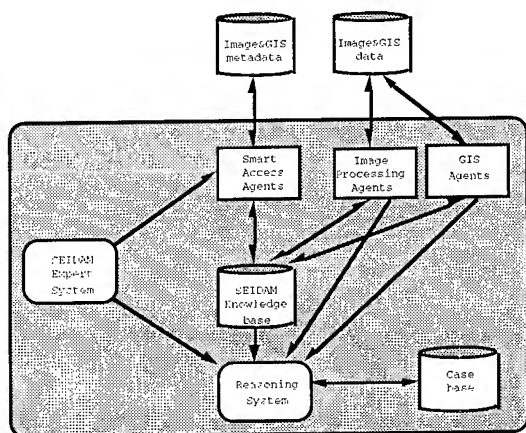 Image&GIS
metadata
Image&GIS
data
Smart
Access
Agents
Image
Processing
Agents
GIS
Agents
SEIDAM
Expert
System
SEIDAM
Knowledge
base
Reasoning
System
Case
base